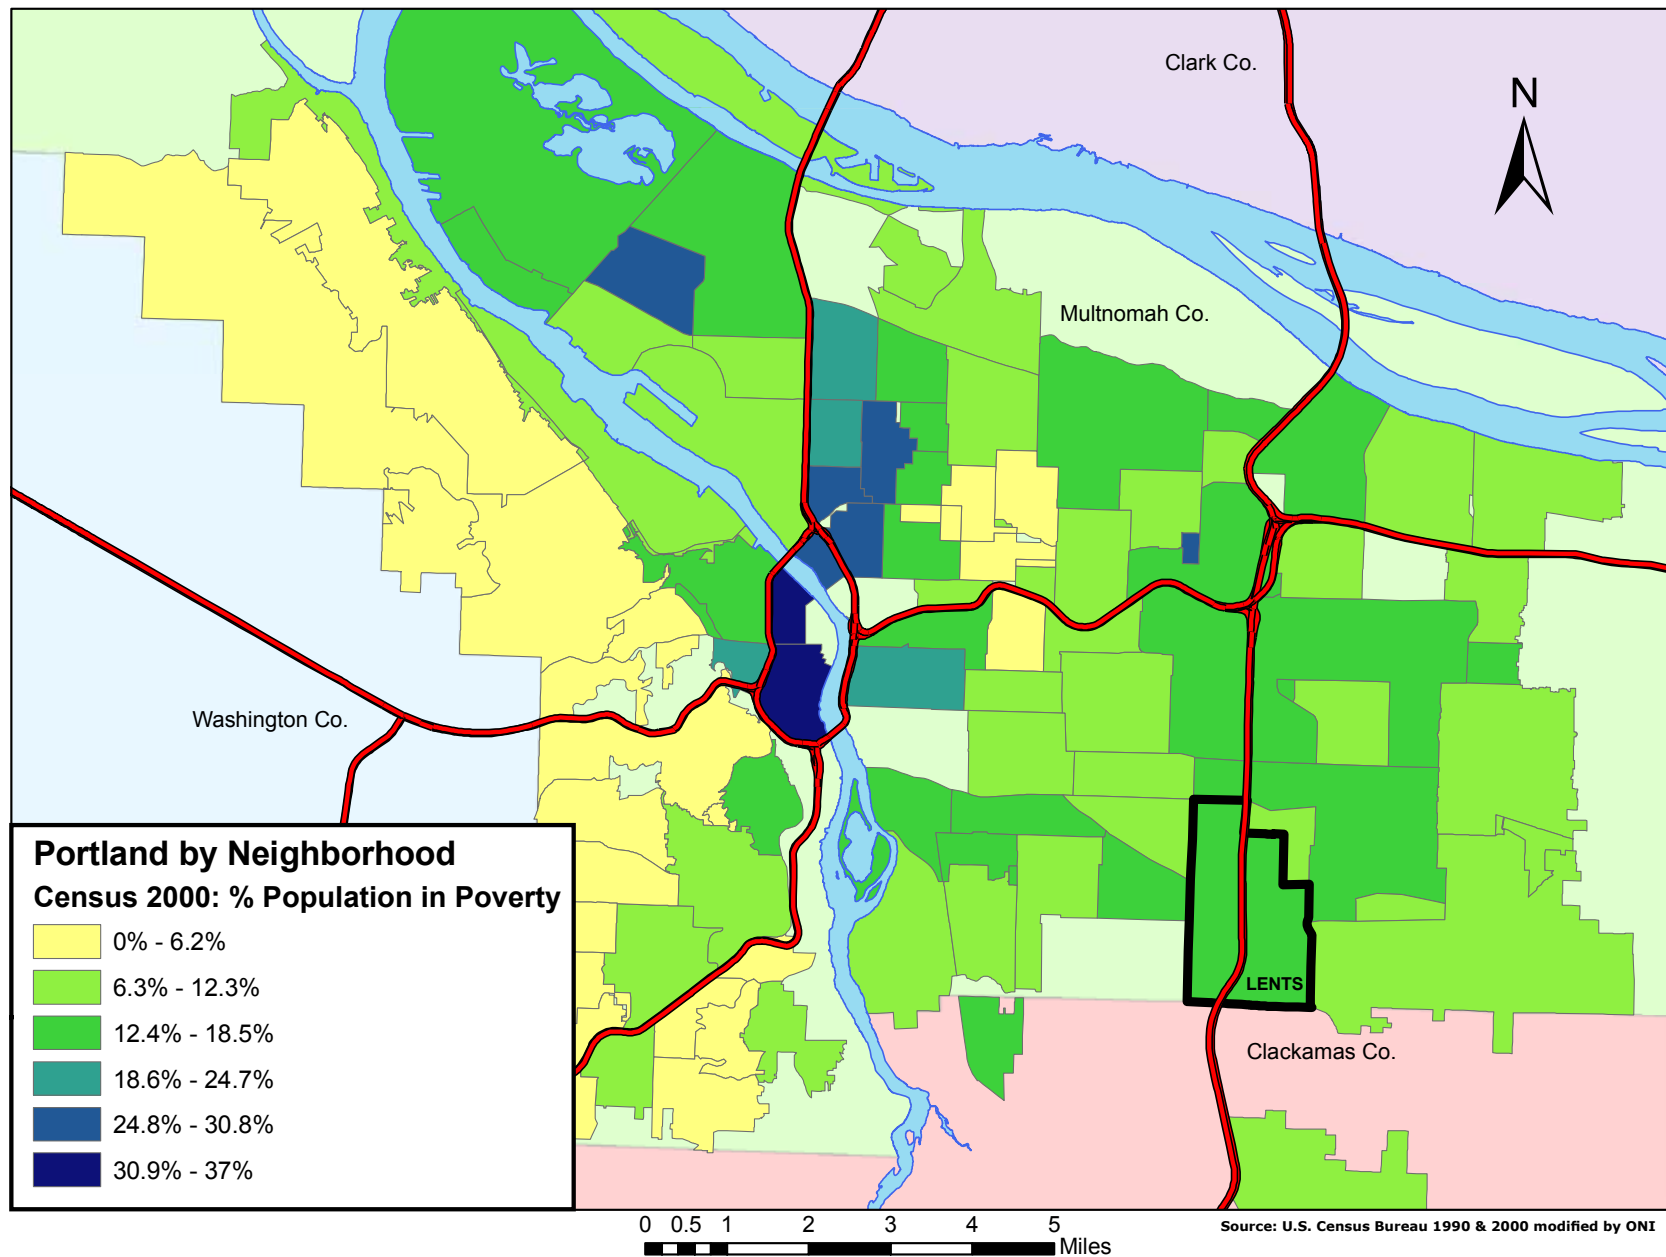 Clark Co.
N
Multnomah Co.
Washington Co.
LENTS
Clackamas Co.
Portland by Neighborhood
Census 2000: % Population in Poverty
0% - 6.2%
6.3% - 12.3%
12.4% - 18.5%
18.6% - 24.7%
24.8% - 30.8%
30.9% - 37%
0 0.5 1 2 3 4 5
Miles
Source: U.S. Census Bureau 1990 & 2000 modified by ONI